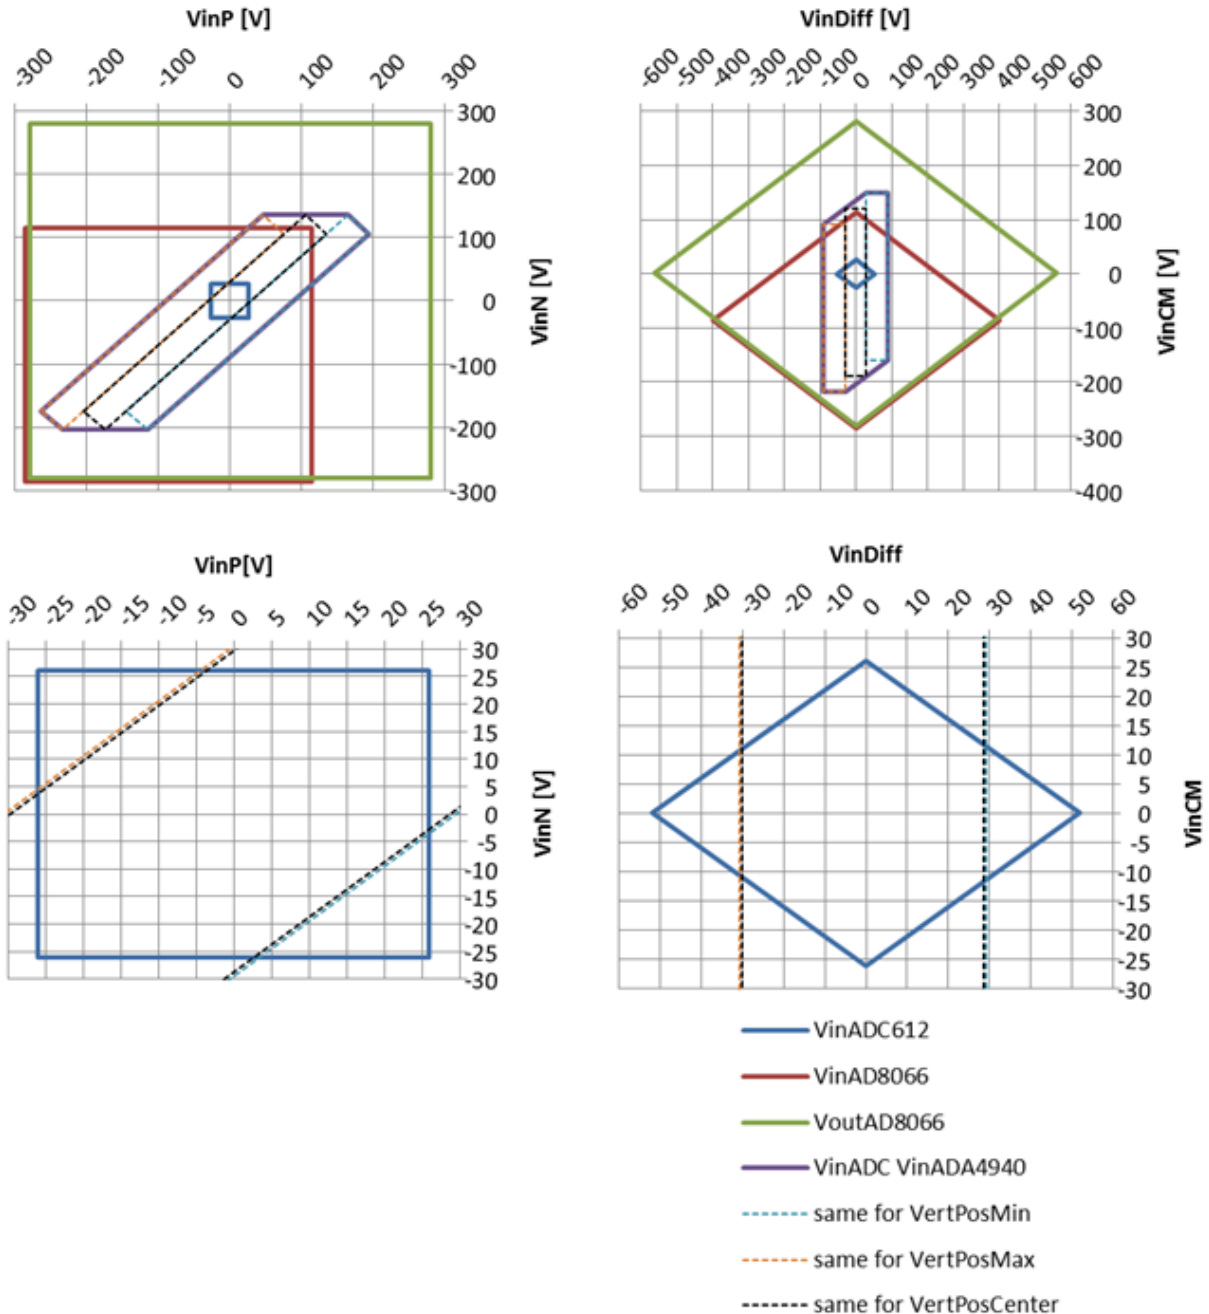 VinP [V]
-300 -200 -100 0 100 200 300
300
200
100
0
-100
-200
-300
VinN [V]
VinDiff [V]
-600 -500 -400 -300 -200 -100 0 100 200 300 400 500 600
300
200
100
0
-100
-200
-300
-400
VinCM [V]
VinP[V]
-30 -25 -20 -15 -10 -5 0 5 10 15 20 25 30
30
25
20
15
10
5
0
-5
-10
-15
-20
-25
-30
VinN [V]
VinDiff
-60 -50 -40 -30 -20 -10 0 10 20 30 40 50 60
30
25
20
15
10
5
0
-5
-10
-15
-20
-25
-30
VinCM
VinADC612
VinAD8066
VoutAD8066
VinADC VinADA4940
same for VertPosMin
same for VertPosMax
same for VertPosCenter